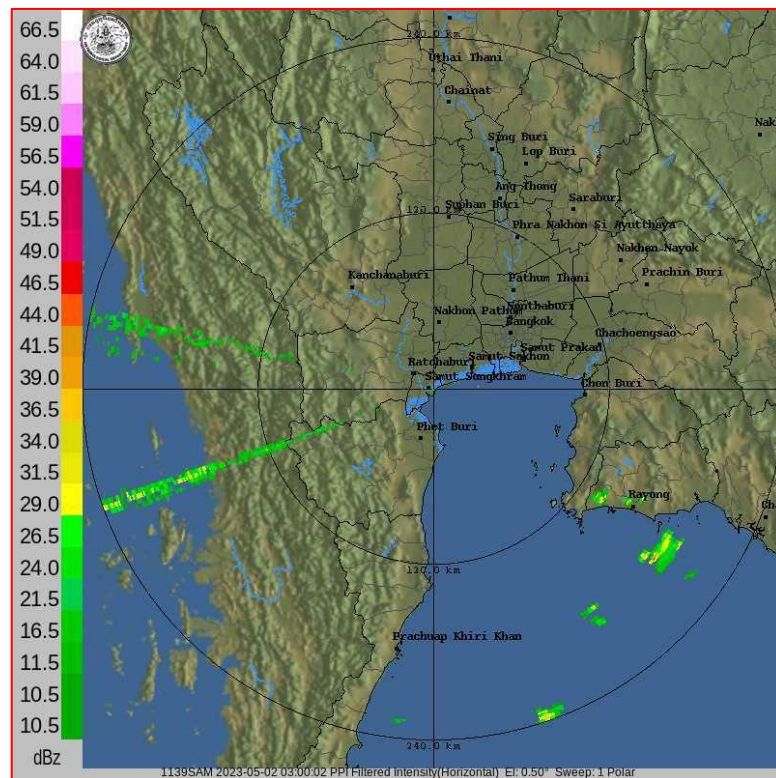 66.5
64.0
61.5
59.0
56.5
54.0
51.5
49.0
46.5
44.0
41.5
39.0
36.5
34.0
31.5
29.0
26.5
24.0
21.5
16.5
11.5
10.5
10.5
dBz
240.0 km
Uthai Thani
Chainat
Sing Buri
Lop Buri
Nak
Ang Thong
Saraburi
Suphan Buri
120.0 km
Phra Nakhon Si Ayutthaya
Nakhon Nayok
Kanchanaburi
Pathum Thani
Prachin Buri
Nonthaburi
Nakhon Pathom
Bangkok
Chachoengsao
Samut Prakan
Samut Sakhon
Ratchaburi
Samut Songkhram
Chon Buri
Phet Buri
Rayong
Cha
120.0 km
Prachuap Khiri Khan
240.0 km
1139SAM 2023-05-02 03:00:02 PPI Filtered Intensity(Horizontal) El: 0.50° Sweep: 1 Polar